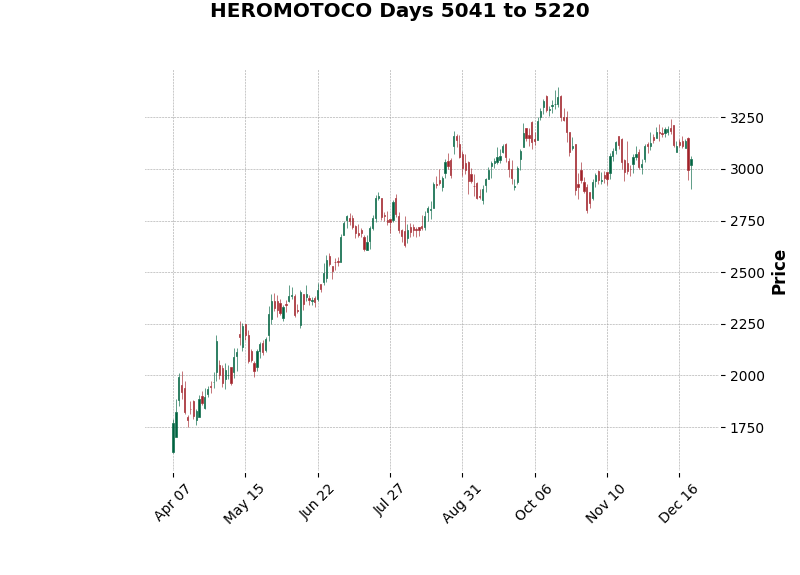 HEROMOTOCO Days 5041 to 5220
3250
3000
2750
2500
2250
2000
1750
Price
Apr 07
May 15
Jun 22
Jul 27
Aug 31
Oct 06
Nov 10
Dec 16